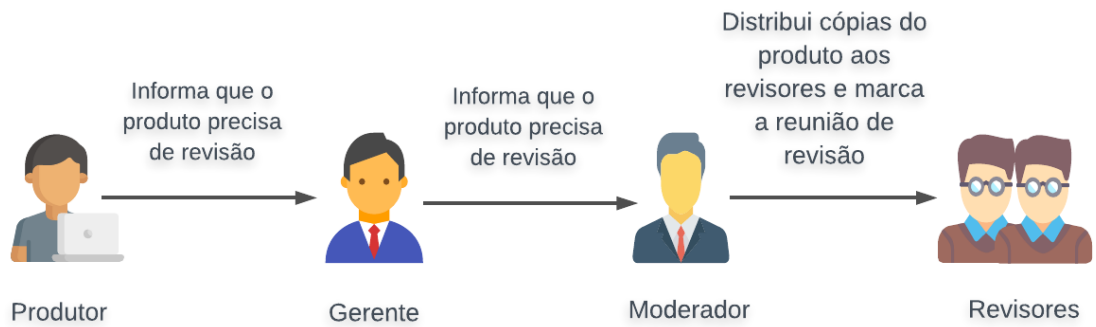 Informa que o
produto precisa
de revisão
Informa que o
produto precisa
de revisão
Distribui cópias do
produto aos
revisores e marca
a reunião de
revisão
Produtor
Gerente
Moderador
Revisores